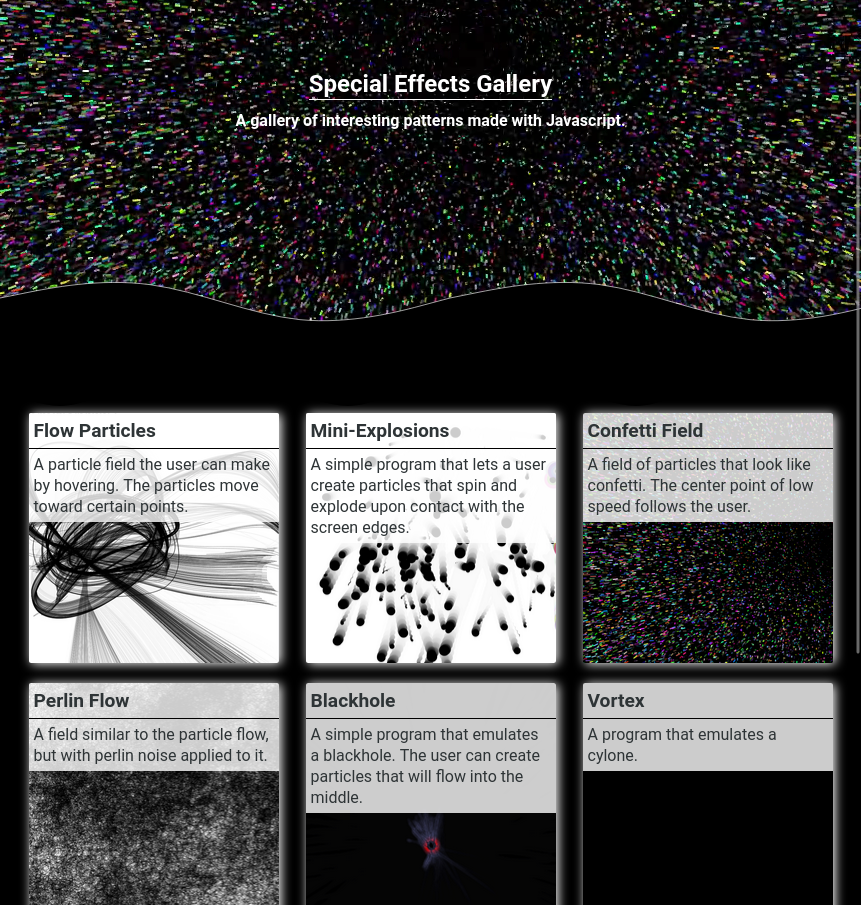 Special Effects Gallery
A gallery of interesting patterns made with Javascript.
Flow Particles
A particle field the user can make
by hovering. The particles move
toward certain points.
Mini-Explosions
A simple program that lets a user
create particles that spin and
explode upon contact with the
screen edges.
Confetti Field
A field of particles that look like
confetti. The center point of low
speed follows the user.
Perlin Flow
A field similar to the particle flow,
but with perlin noise applied to it.
Blackhole
A simple program that emulates
a blackhole. The user can create
particles that will flow into the
middle.
Vortex
A program that emulates a
cylone.